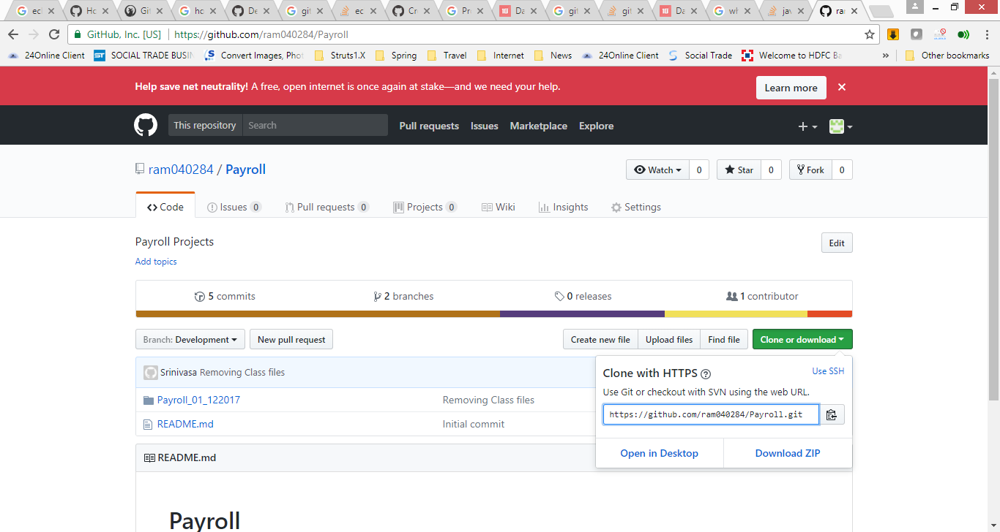 ecl Ho Git ho De git ec Cr Pr Da git git Da wh jav ra
GitHub, Inc. [US] https://github.com/ram040284/Payroll
24Online Client SOCIAL TRADE BUSIN Convert Images, Phot Struts1.X Spring Travel Internet News 24Online Client Social Trade Welcome to HDFC Ba » Other bookmarks
Help save net neutrality! A free, open internet is once again at stake—and we need your help. Learn more
This repository Search Pull requests Issues Marketplace Explore
ram040284 / Payroll Watch 0 Star 0 Fork 0
Code Issues 0 Pull requests 0 Projects 0 Wiki Insights Settings
Payroll Projects Edit
Add topics
5 commits 2 branches 0 releases 1 contributor
Branch: Development New pull request Create new file Upload files Find file Clone or download
Srinivasa Removing Class files
Payroll_01_122017 Removing Class files
README.md Initial commit
Clone with HTTPS Use SSH
Use Git or checkout with SVN using the web URL.
https://github.com/ram040284/Payroll.git
Open in Desktop Download ZIP
README.md
Payroll